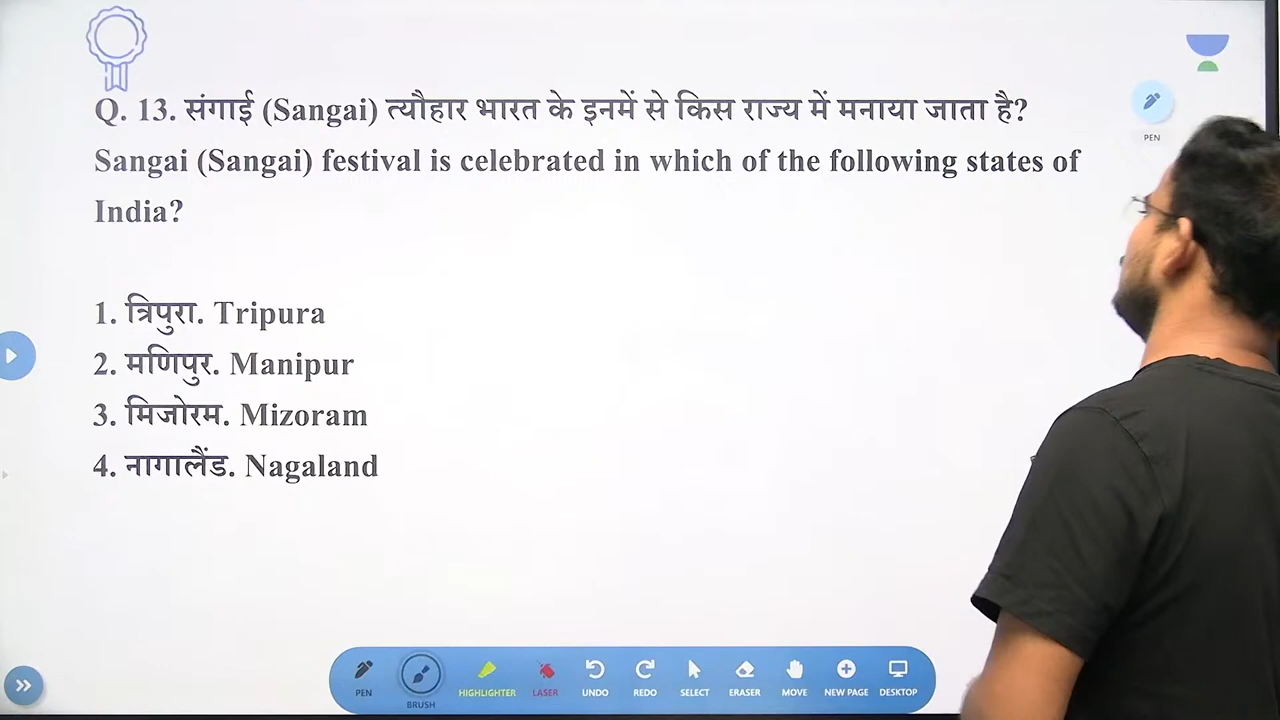 Q. 13. संगाई (Sangai) त्यौहार भारत के इनमें से किस राज्य में मनाया जाता है?
Sangai (Sangai) festival is celebrated in which of the following states of
India?
1. त्रिपुरा. Tripura
2. मणिपुर. Manipur
3. मिजोरम. Mizoram
4. नागालैंड. Nagaland
PEN
PEN
BRUSH
HIGHLIGHTER
LASER
UNDO
REDO
SELECT
ERASER
MOVE
NEW PAGE
DESKTOP